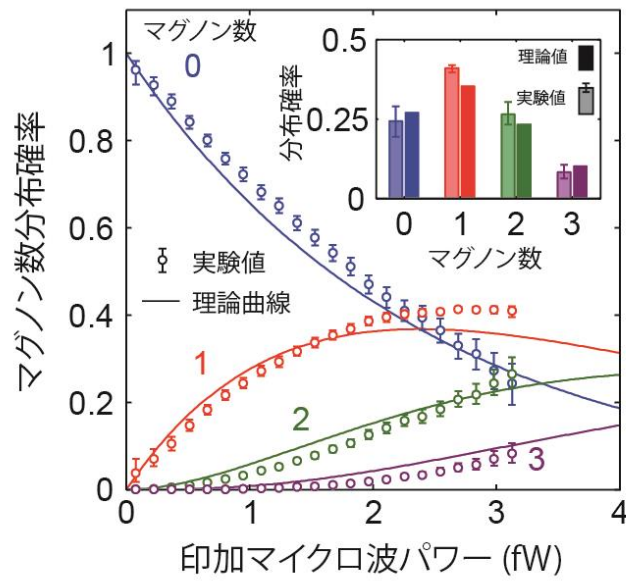 マグノン数
0
1
2
3
実験値
理論曲線
マグノン数分布確率
1
0.8
0.6
0.4
0.2
0
0
1
2
3
4
印加マイクロ波パワー (fW)
理論値
実験値
分布確率
0.5
0.25
0
0
1
2
3
マグノン数